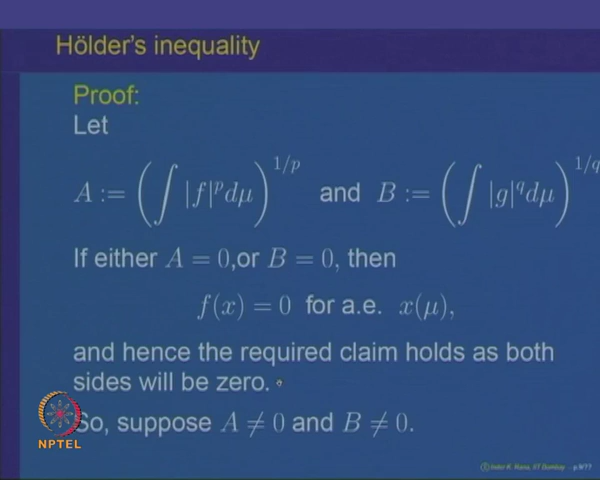 Hölder's inequality
Proof:
Let
A := (∫ |f|^p dμ)^{1/p} and B := (∫ |g|^q dμ)^{1/q}
If either A = 0,or B = 0, then
f(x) = 0 for a.e. x(μ),
and hence the required claim holds as both
sides will be zero.
So, suppose A ≠ 0 and B ≠ 0.
NPTEL